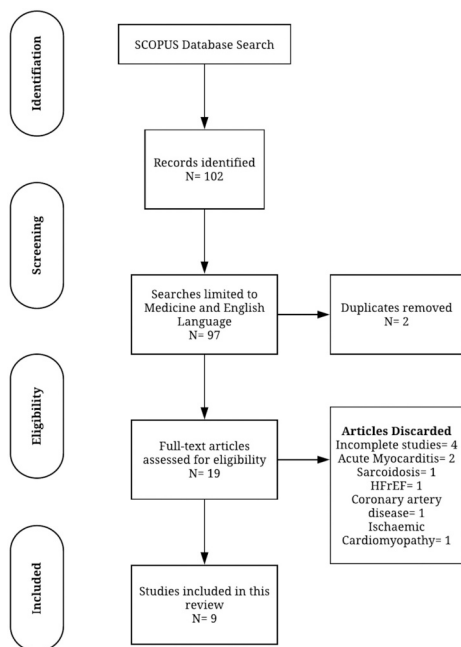 Identifiation
SCOPUS Database Search
Records identified
N= 102
Screening
Searches limited to
Medicine and English
Language
N= 97
Duplicates removed
N= 2
Eligibility
Full-text articles
assessed for eligibility
N= 19
Articles Discarded
Incomplete studies= 4
Acute Myocarditis= 2
Sarcoidosis= 1
HFrEF= 1
Coronary artery
disease= 1
Ischaemic
Cardiomyopathy= 1
Included
Studies included in this
review
N= 9